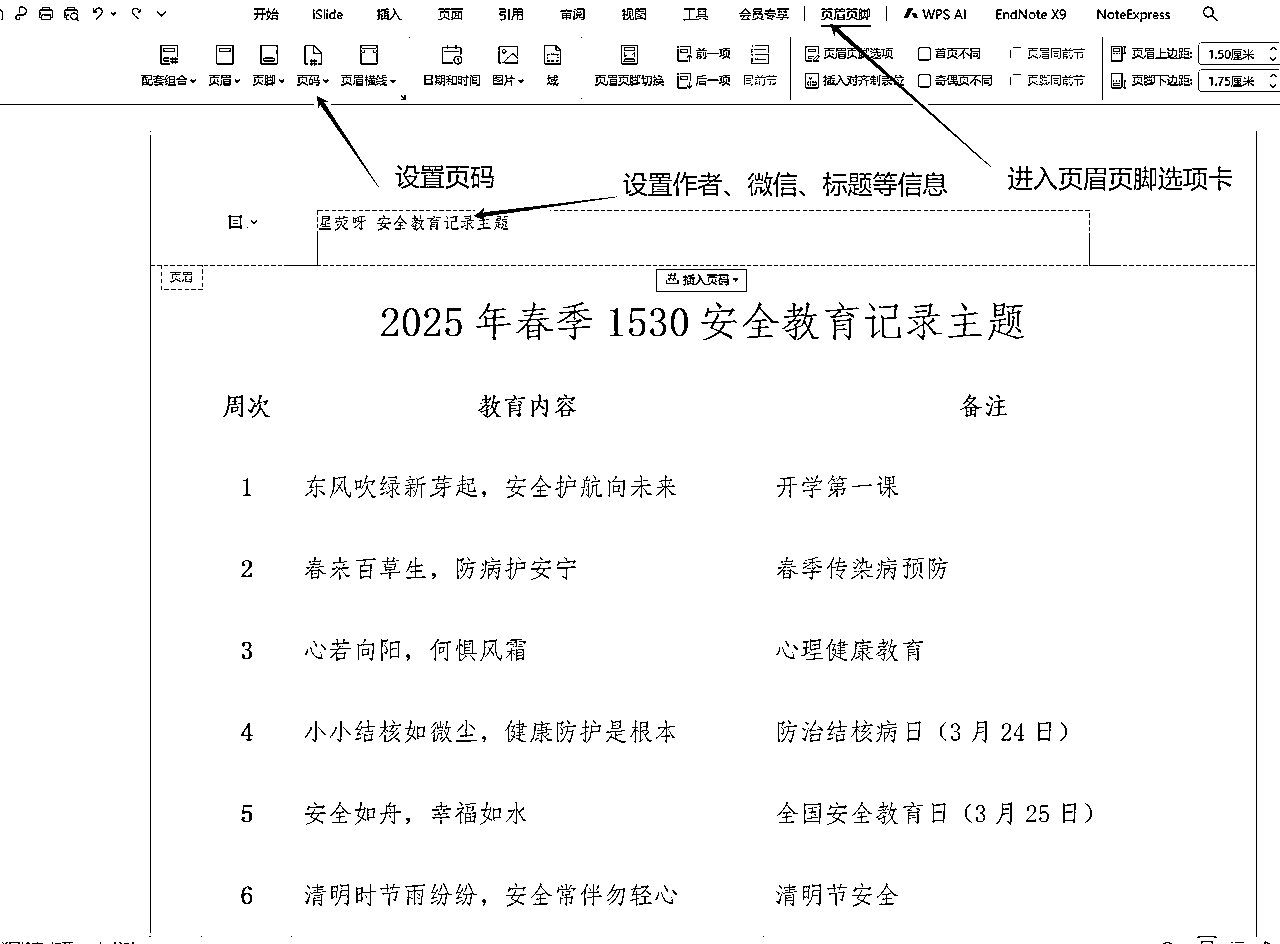 开始 iSlide 插入 页面 引用 审阅 视图 工具 会员专享 页眉页脚 WPS AI EndNote X9 NoteExpress
配套组合 页眉 页脚 页码 页眉横线 日期和时间 图片 域 页眉页脚切换 前一项 后一项 同前节 页眉页脚选项 插入对齐制表位 首页不同 奇偶页不同 页眉同前节 页脚同前节 页眉上边距: 1.50厘米 页脚下边距: 1.75厘米
设置页码
设置作者、微信、标题等信息
进入页眉页脚选项卡
星荧呀 安全教育记录主题
页眉
插入页码
2025 年春季 1530 安全教育记录主题
周次 教育内容 备注
1 东风吹绿新芽起，安全护航向未来 开学第一课
2 春来百草生，防病护安宁 春季传染病预防
3 心若向阳，何惧风霜 心理健康教育
4 小小结核如微尘，健康防护是根本 防治结核病日（3 月 24 日）
5 安全如舟，幸福如水 全国安全教育日（3 月 25 日）
6 清明时节雨纷纷，安全常伴勿轻心 清明节安全